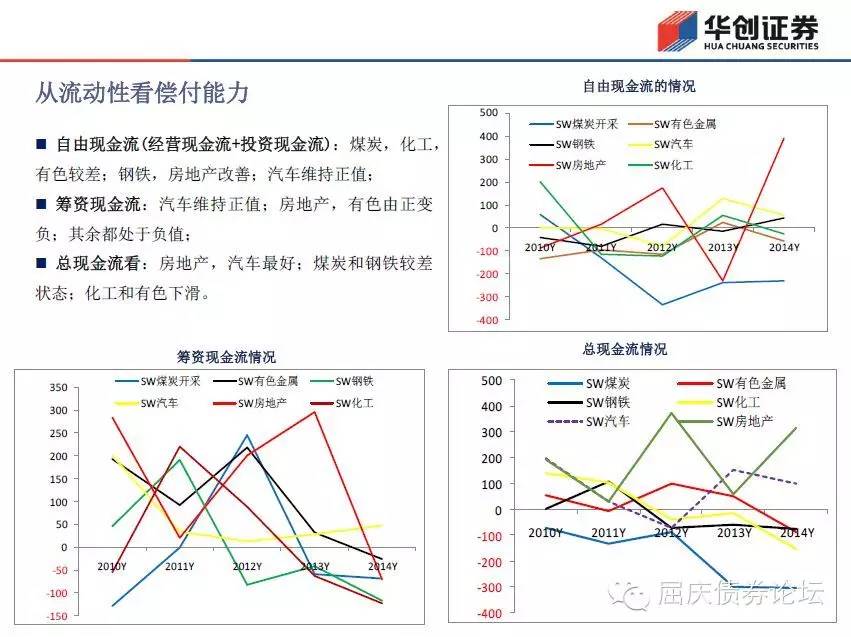 华创证券
HUA CHUANG SECURITIES
从流动性看偿付能力
■ 自由现金流(经营现金流+投资现金流)：煤炭，化工，
有色较差；钢铁，房地产改善；汽车维持正值；
■ 筹资现金流：汽车维持正值；房地产，有色由正变
负；其余都处于负值；
■ 总现金流看：房地产，汽车最好；煤炭和钢铁较差
状态；化工和有色下滑。
自由现金流的情况
SW煤炭开采 SW有色金属
SW钢铁 SW汽车
SW房地产 SW化工
500
400
300
200
100
0
-100
-200
-300
-400
2010Y 2011Y 2012Y 2013Y 2014Y
筹资现金流情况
SW煤炭开采 SW有色金属 SW钢铁
SW汽车 SW房地产 SW化工
350
300
250
200
150
100
50
0
-50
-100
-150
2010Y 2011Y 2012Y 2013Y 2014Y
总现金流情况
SW煤炭 SW有色金属
SW钢铁 SW化工
SW汽车 SW房地产
500
400
300
200
100
0
-100
-200
-300
-400
2010Y 2011Y 2012Y 2013Y 2014Y
屈庆债券论坛